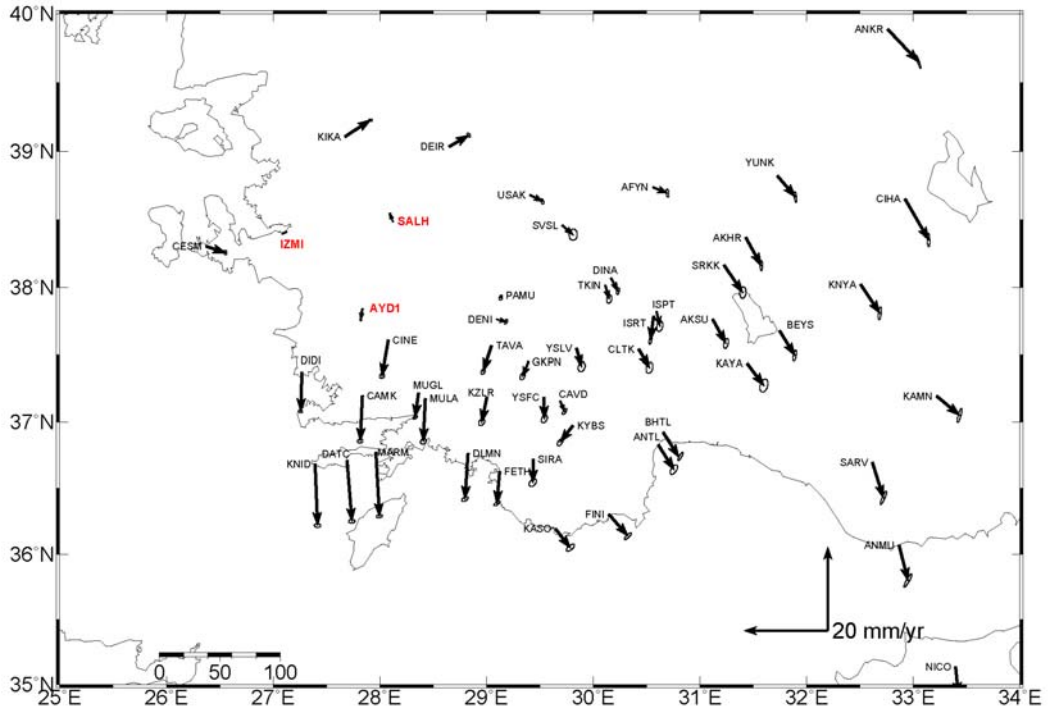 40°N
ANKR
KIKA
DEIR
39°N
YUNK
USAK
AFYN
CIHA
SALH
SVSL
AKHR
IZMI
CESM
SRKK
38°N
DINA
TKIN
KNYA
PAMU
ISPT
AYD1
DENI
ISRT
AKSU
BEYS
CINE
TAVA
YSLV
CLTK
DIDI
GKPN
KAYA
MUGL
CAMK
MULA
KZLR
YSFC
CAVD
KAMN
37°N
KYBS
BHTL
ANTL
DATC
MARM
DLMN
SIRA
KNID
SARV
FETH
FINI
KASO
36°N
ANMU
20 mm/yr
NICO
0 50 100
35°N
25°E 26°E 27°E 28°E 29°E 30°E 31°E 32°E 33°E 34°E